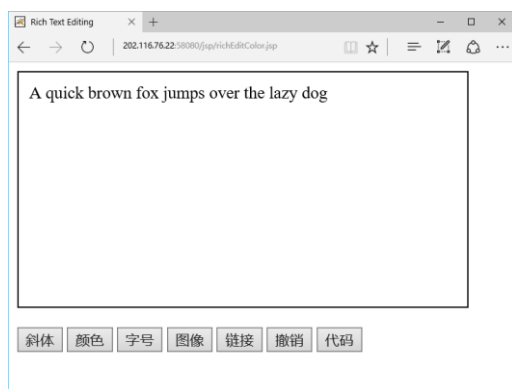 Rich Text Editing
202.116.76.22:58080/jsp/richEditColor.jsp
A quick brown fox jumps over the lazy dog
斜体 颜色 字号 图像 链接 撤销 代码